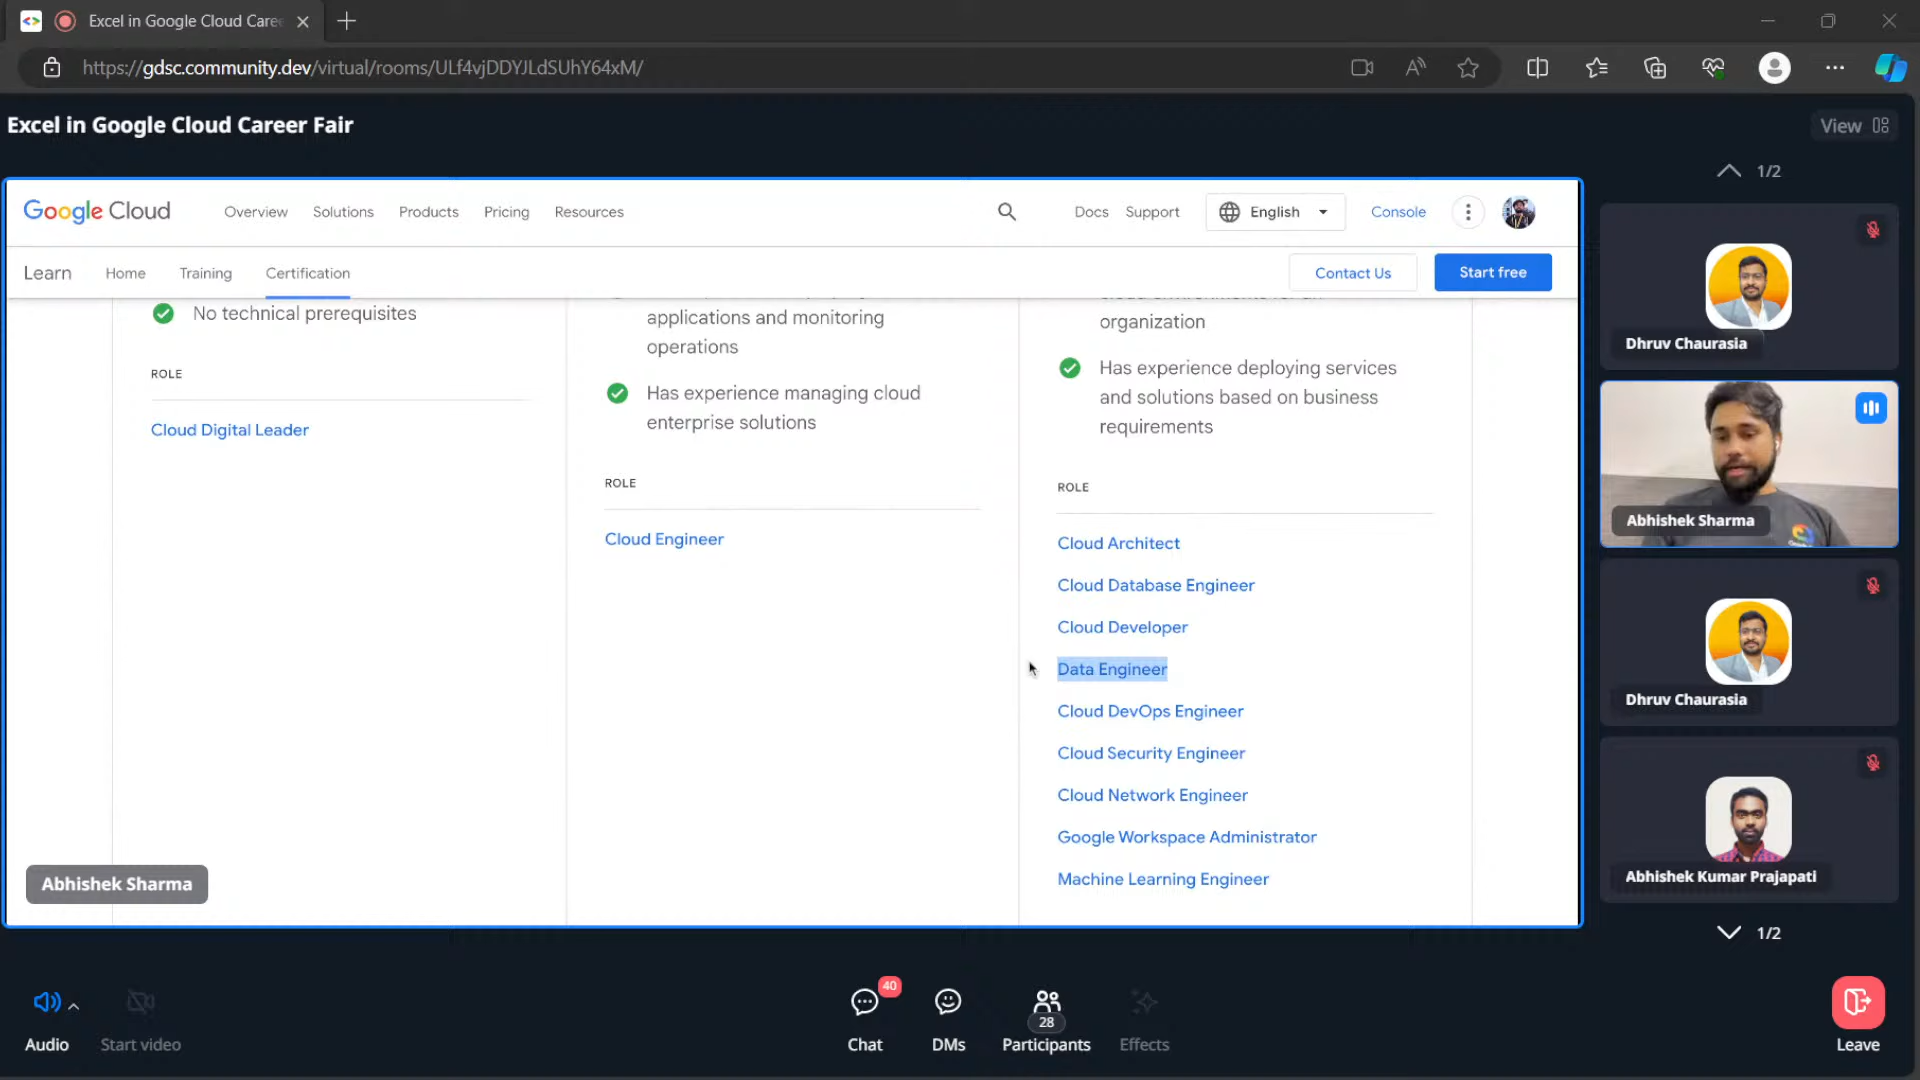 Excel in Google Cloud Caree
https://gdsc.community.dev/virtual/rooms/ULf4vjDDYJLdSUhY64xM/
Excel in Google Cloud Career Fair
View
1/2
Google Cloud
Overview
Solutions
Products
Pricing
Resources
Docs
Support
English
Console
Learn
Home
Training
Certification
Contact Us
Start free
No technical prerequisites
ROLE
Cloud Digital Leader
applications and monitoring
operations
Has experience managing cloud
enterprise solutions
ROLE
Cloud Engineer
organization
Has experience deploying services
and solutions based on business
requirements
ROLE
Cloud Architect
Cloud Database Engineer
Cloud Developer
Data Engineer
Cloud DevOps Engineer
Cloud Security Engineer
Cloud Network Engineer
Google Workspace Administrator
Machine Learning Engineer
Abhishek Sharma
Dhruv Chaurasia
Abhishek Sharma
Dhruv Chaurasia
Abhishek Kumar Prajapati
1/2
Audio
Start video
40
Chat
DMs
28
Participants
Effects
Leave